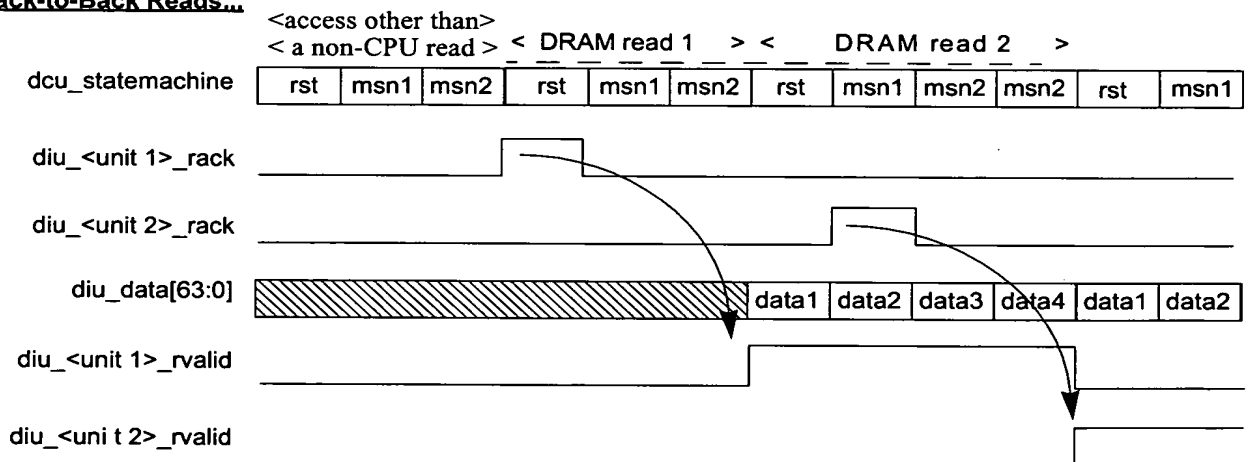 ack-to-Back Reads...
<access other than>
< a non-CPU read > < DRAM read 1 > < DRAM read 2 >
dcu_statemachine rst msn1 msn2 rst msn1 msn2 rst msn1 msn2 msn2 rst msn1
diu_<unit 1>_rack
diu_<unit 2>_rack
diu_data[63:0] data1 data2 data3 data4 data1 data2
diu_<unit 1>_rvalid
diu_<uni t 2>_rvalid